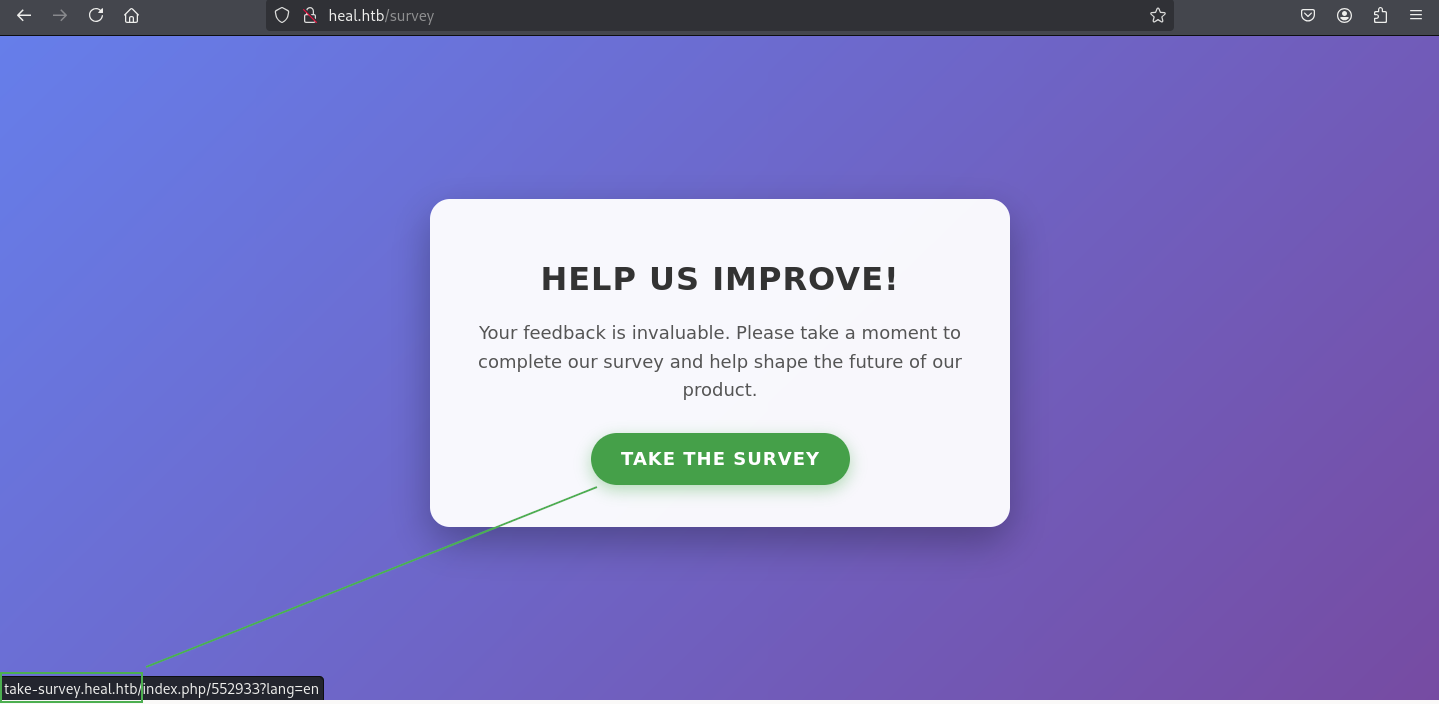 heal.htb/survey
HELP US IMPROVE!
Your feedback is invaluable. Please take a moment to
complete our survey and help shape the future of our
product.
TAKE THE SURVEY
take-survey.heal.htb/index.php/552933?lang=en